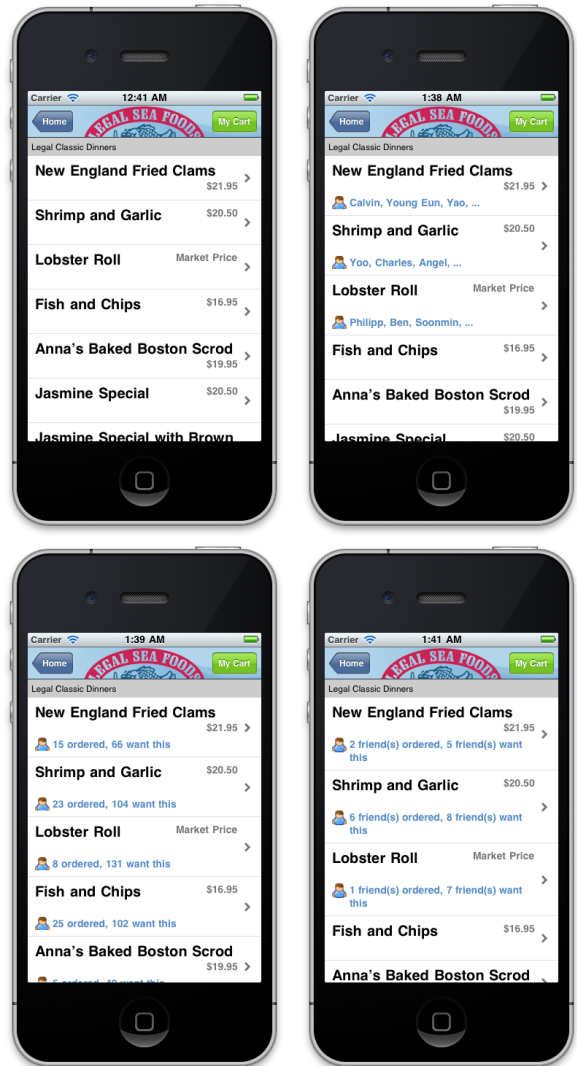 Carrier 12:41 AM
Home LEGAL SEA FOODS My Cart
Legal Classic Dinners
New England Fried Clams
$21.95
Shrimp and Garlic $20.50
Lobster Roll Market Price
Fish and Chips $16.95
Anna's Baked Boston Scrod
$19.95
Jasmine Special $20.50
Jasmine Special with Brown
Carrier 1:38 AM
Home LEGAL SEA FOODS My Cart
Legal Classic Dinners
New England Fried Clams
$21.95
Calvin, Young Eun, Yao, ...
Shrimp and Garlic $20.50
Yoo, Charles, Angel, ...
Lobster Roll Market Price
Philipp, Ben, Soonmin, ...
Fish and Chips $16.95
Anna's Baked Boston Scrod
$19.95
Jasmine Special $20.50
Carrier 1:39 AM
Home LEGAL SEA FOODS My Cart
Legal Classic Dinners
New England Fried Clams
$21.95
15 ordered, 66 want this
Shrimp and Garlic $20.50
23 ordered, 104 want this
Lobster Roll Market Price
8 ordered, 131 want this
Fish and Chips $16.95
25 ordered, 102 want this
Anna's Baked Boston Scrod
$19.95
ordered, want this
Carrier 1:41 AM
Home LEGAL SEA FOODS My Cart
Legal Classic Dinners
New England Fried Clams
$21.95
2 friend(s) ordered, 5 friend(s) want
this
Shrimp and Garlic $20.50
6 friend(s) ordered, 8 friend(s) want
this
Lobster Roll Market Price
1 friend(s) ordered, 7 friend(s) want
this
Fish and Chips $16.95
Anna's Baked Boston Scrod